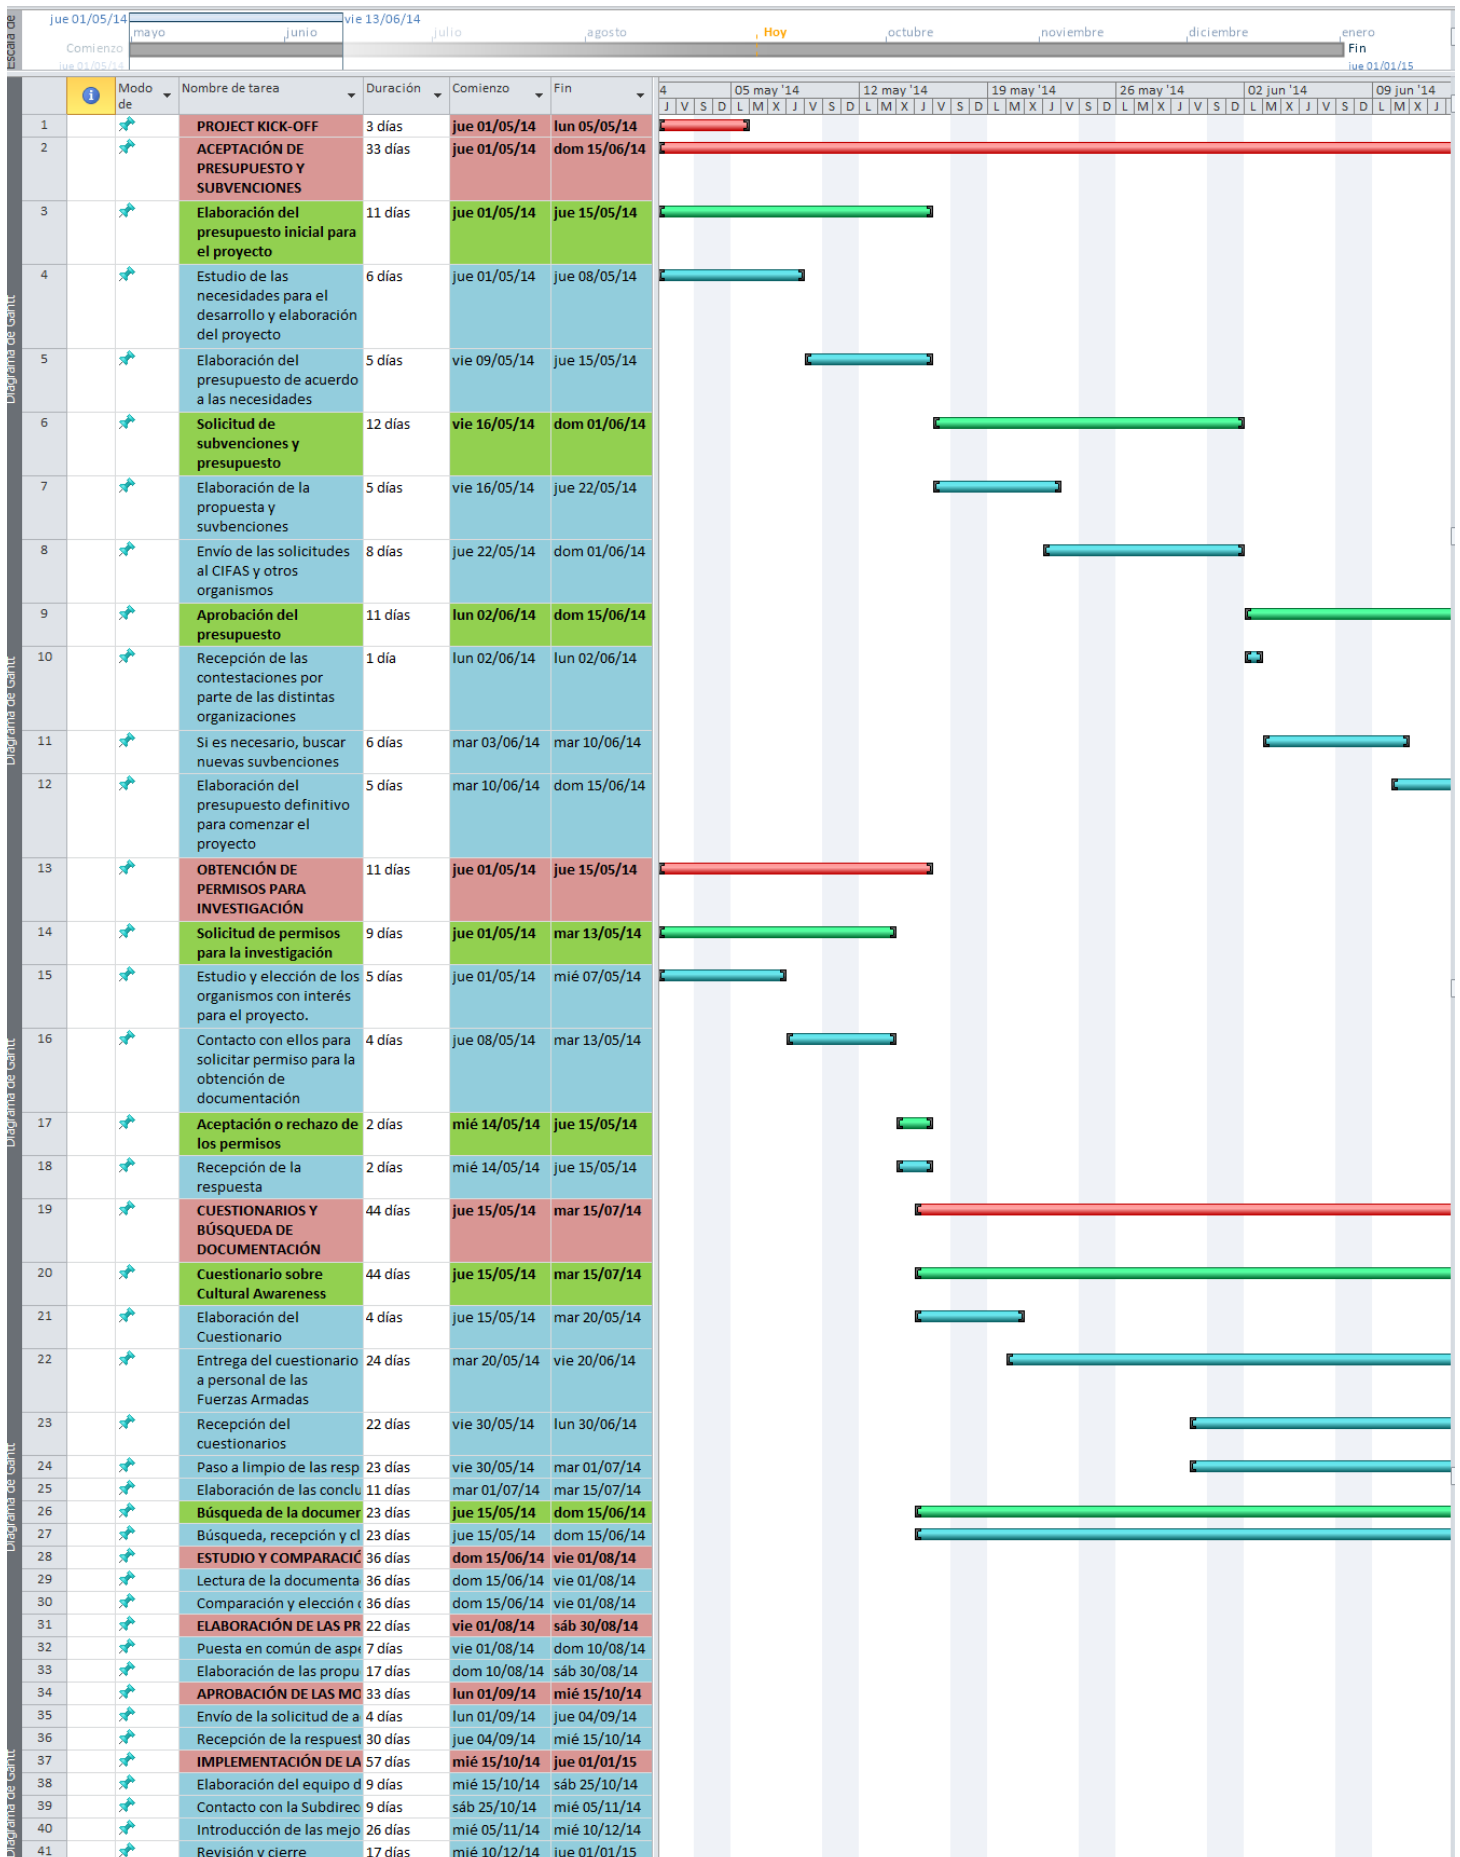 jue 01/05/14
vie 13/06/14
mayo junio julio agosto Hoy octubre noviembre diciembre enero
Comienzo
jue 01/05/14
Fin
jue 01/01/15
Escala de
Modo de
Nombre de tarea
Duración
Comienzo
Fin
4 05 may '14 12 may '14 19 may '14 26 may '14 02 jun '14 09 jun '14
J V S D L M X J V S D L M X J V S D L M X J V S D L M X J V S D L M X J V S D L M X J
1 PROJECT KICK-OFF 3 días jue 01/05/14 lun 05/05/14
2 ACEPTACIÓN DE 33 días jue 01/05/14 dom 15/06/14
PRESUPUESTO Y
SUBVENCIONES
3 Elaboración del 11 días jue 01/05/14 jue 15/05/14
presupuesto inicial para
el proyecto
4 Estudio de las 6 días jue 01/05/14 jue 08/05/14
necesidades para el
desarrollo y elaboración
del proyecto
5 Elaboración del 5 días vie 09/05/14 jue 15/05/14
presupuesto de acuerdo
a las necesidades
6 Solicitud de 12 días vie 16/05/14 dom 01/06/14
subvenciones y
presupuesto
7 Elaboración de la 5 días vie 16/05/14 jue 22/05/14
propuesta y
suvbenciones
8 Envío de las solicitudes 8 días jue 22/05/14 dom 01/06/14
al CIFAS y otros
organismos
9 Aprobación del 11 días lun 02/06/14 dom 15/06/14
presupuesto
10 Recepción de las 1 día lun 02/06/14 lun 02/06/14
contestaciones por
parte de las distintas
organizaciones
11 Si es necesario, buscar 6 días mar 03/06/14 mar 10/06/14
nuevas suvbenciones
12 Elaboración del 5 días mar 10/06/14 dom 15/06/14
presupuesto definitivo
para comenzar el
proyecto
13 OBTENCIÓN DE 11 días jue 01/05/14 jue 15/05/14
PERMISOS PARA
INVESTIGACIÓN
14 Solicitud de permisos 9 días jue 01/05/14 mar 13/05/14
para la investigación
15 Estudio y elección de los 5 días jue 01/05/14 mié 07/05/14
organismos con interés
para el proyecto.
16 Contacto con ellos para 4 días jue 08/05/14 mar 13/05/14
solicitar permiso para la
obtención de
documentación
17 Aceptación o rechazo de 2 días mié 14/05/14 jue 15/05/14
los permisos
18 Recepción de la 2 días mié 14/05/14 jue 15/05/14
respuesta
19 CUESTIONARIOS Y 44 días jue 15/05/14 mar 15/07/14
BÚSQUEDA DE
DOCUMENTACIÓN
20 Cuestionario sobre 44 días jue 15/05/14 mar 15/07/14
Cultural Awareness
21 Elaboración del 4 días jue 15/05/14 mar 20/05/14
Cuestionario
22 Entrega del cuestionario 24 días mar 20/05/14 vie 20/06/14
a personal de las
Fuerzas Armadas
23 Recepción del 22 días vie 30/05/14 lun 30/06/14
cuestionarios
24 Paso a limpio de las resp 23 días vie 30/05/14 mar 01/07/14
25 Elaboración de las conclu 11 días mar 01/07/14 mar 15/07/14
26 Búsqueda de la documer 23 días jue 15/05/14 dom 15/06/14
27 Búsqueda, recepción y cl 23 días jue 15/05/14 dom 15/06/14
28 ESTUDIO Y COMPARACIÓ 36 días dom 15/06/14 vie 01/08/14
29 Lectura de la documenta 36 días dom 15/06/14 vie 01/08/14
30 Comparación y elección 36 días dom 15/06/14 vie 01/08/14
31 ELABORACIÓN DE LAS PR 22 días vie 01/08/14 sáb 30/08/14
32 Puesta en común de aspe 7 días vie 01/08/14 dom 10/08/14
33 Elaboración de las propu 17 días dom 10/08/14 sáb 30/08/14
34 APROBACIÓN DE LAS MO 33 días lun 01/09/14 mié 15/10/14
35 Envío de la solicitud de a 4 días lun 01/09/14 jue 04/09/14
36 Recepción de la respuest 30 días jue 04/09/14 mié 15/10/14
37 IMPLEMENTACIÓN DE LA 57 días mié 15/10/14 jue 01/01/15
38 Elaboración del equipo d 9 días mié 15/10/14 sáb 25/10/14
39 Contacto con la Subdirec 9 días sáb 25/10/14 mié 05/11/14
40 Introducción de las mejo 26 días mié 05/11/14 mié 10/12/14
41 Revisión y cierre 17 días mié 10/12/14 jue 01/01/15
Diagrama de Gantt
Diagrama de Gantt
Diagrama de Gantt
Diagrama de Gantt
Diagrama de Gantt